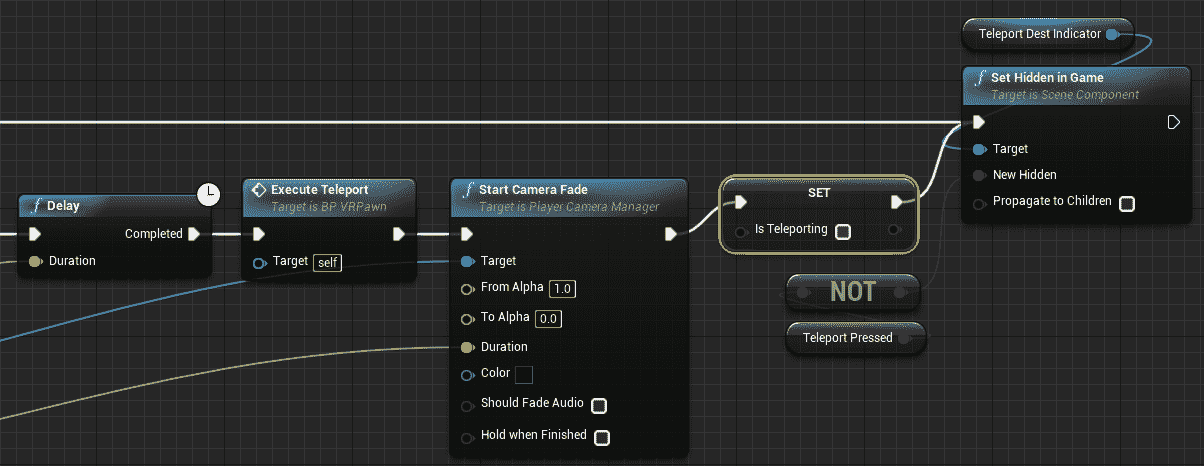 Teleport Dest Indicator
f Set Hidden in Game
Target is Scene Component
Target
New Hidden
Propagate to Children
f Delay
Completed
Duration
Execute Teleport
Target is BP VRPawn
Target self
f Start Camera Fade
Target is Player Camera Manager
Target
From Alpha 1.0
To Alpha 0.0
Duration
Color
Should Fade Audio
Hold when Finished
SET
Is Teleporting
NOT
Teleport Pressed